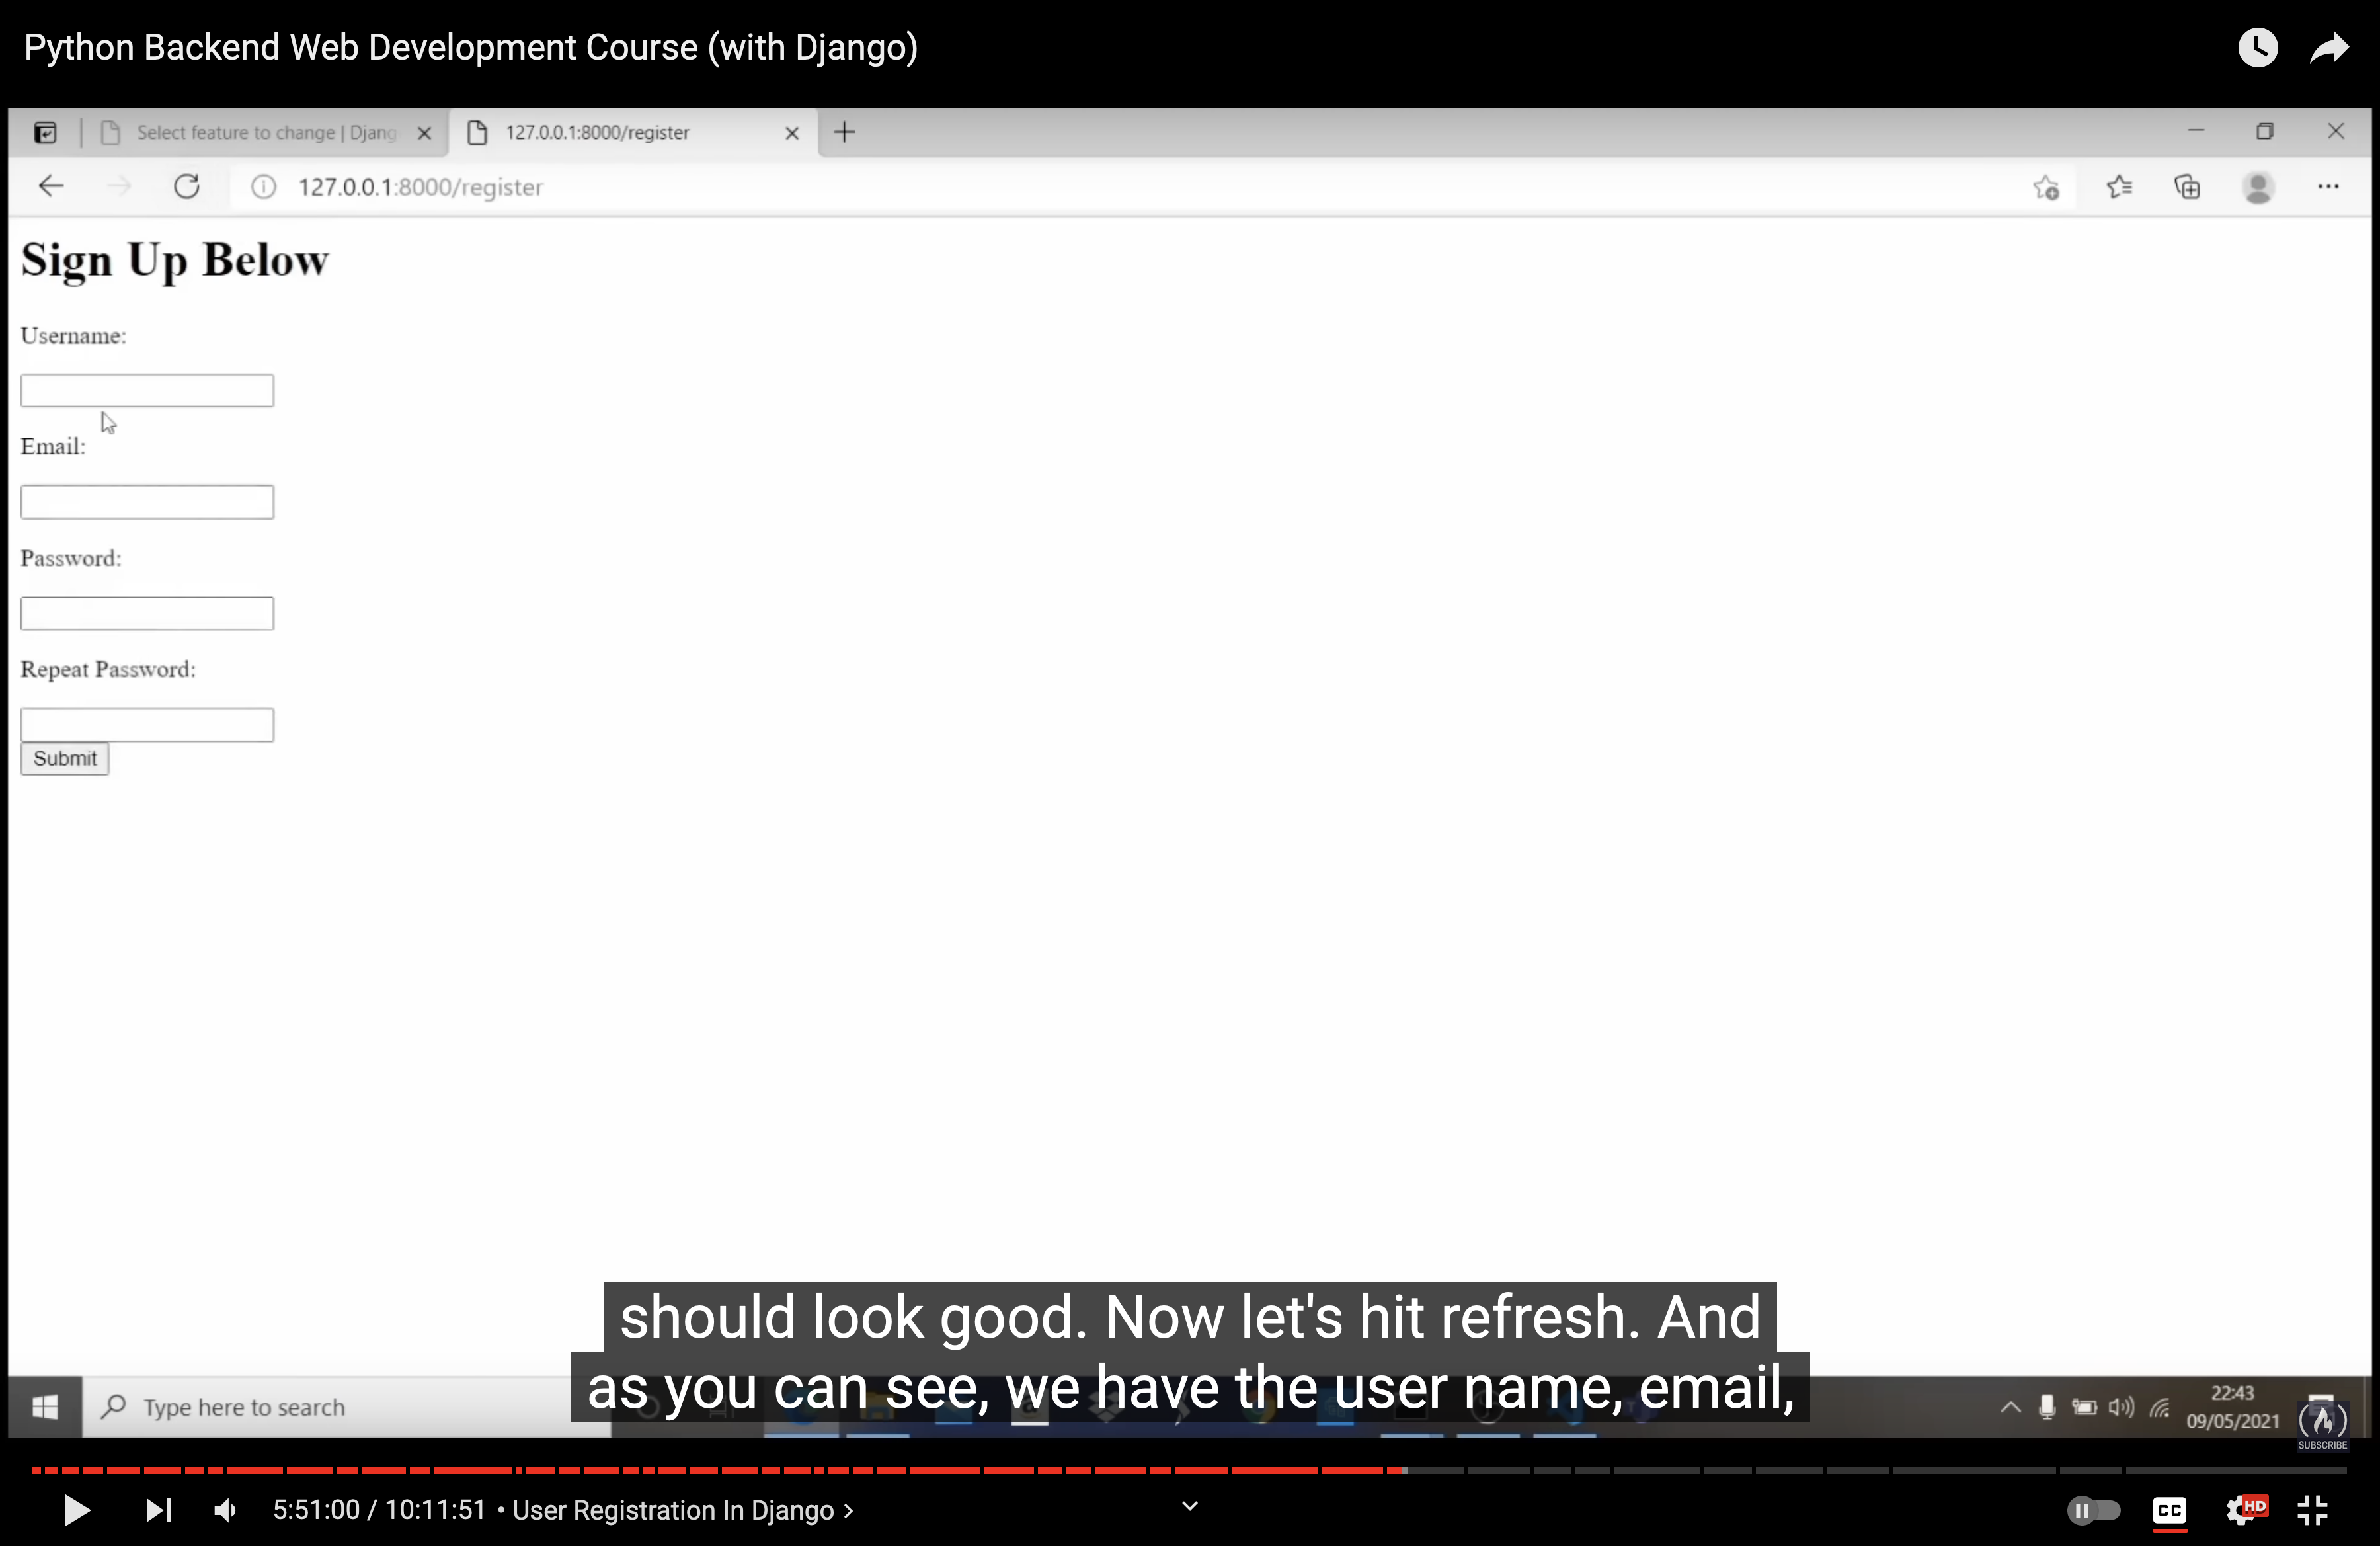 Python Backend Web Development Course (with Django)
Select feature to change | Djang
127.0.0.1:8000/register
127.0.0.1:8000/register
Sign Up Below
Username:
Email:
Password:
Repeat Password:
Submit
should look good. Now let's hit refresh. And
as you can see, we have the user name, email,
Type here to search
22:43
09/05/2021
SUBSCRIBE
5:51:00 / 10:11:51 • User Registration In Django
CC
HD